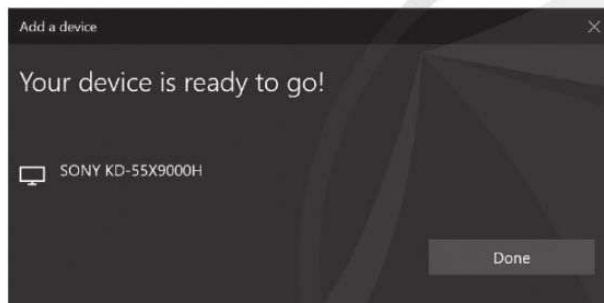 Add a device
Your device is ready to go!
SONY KD-55X9000H
Done